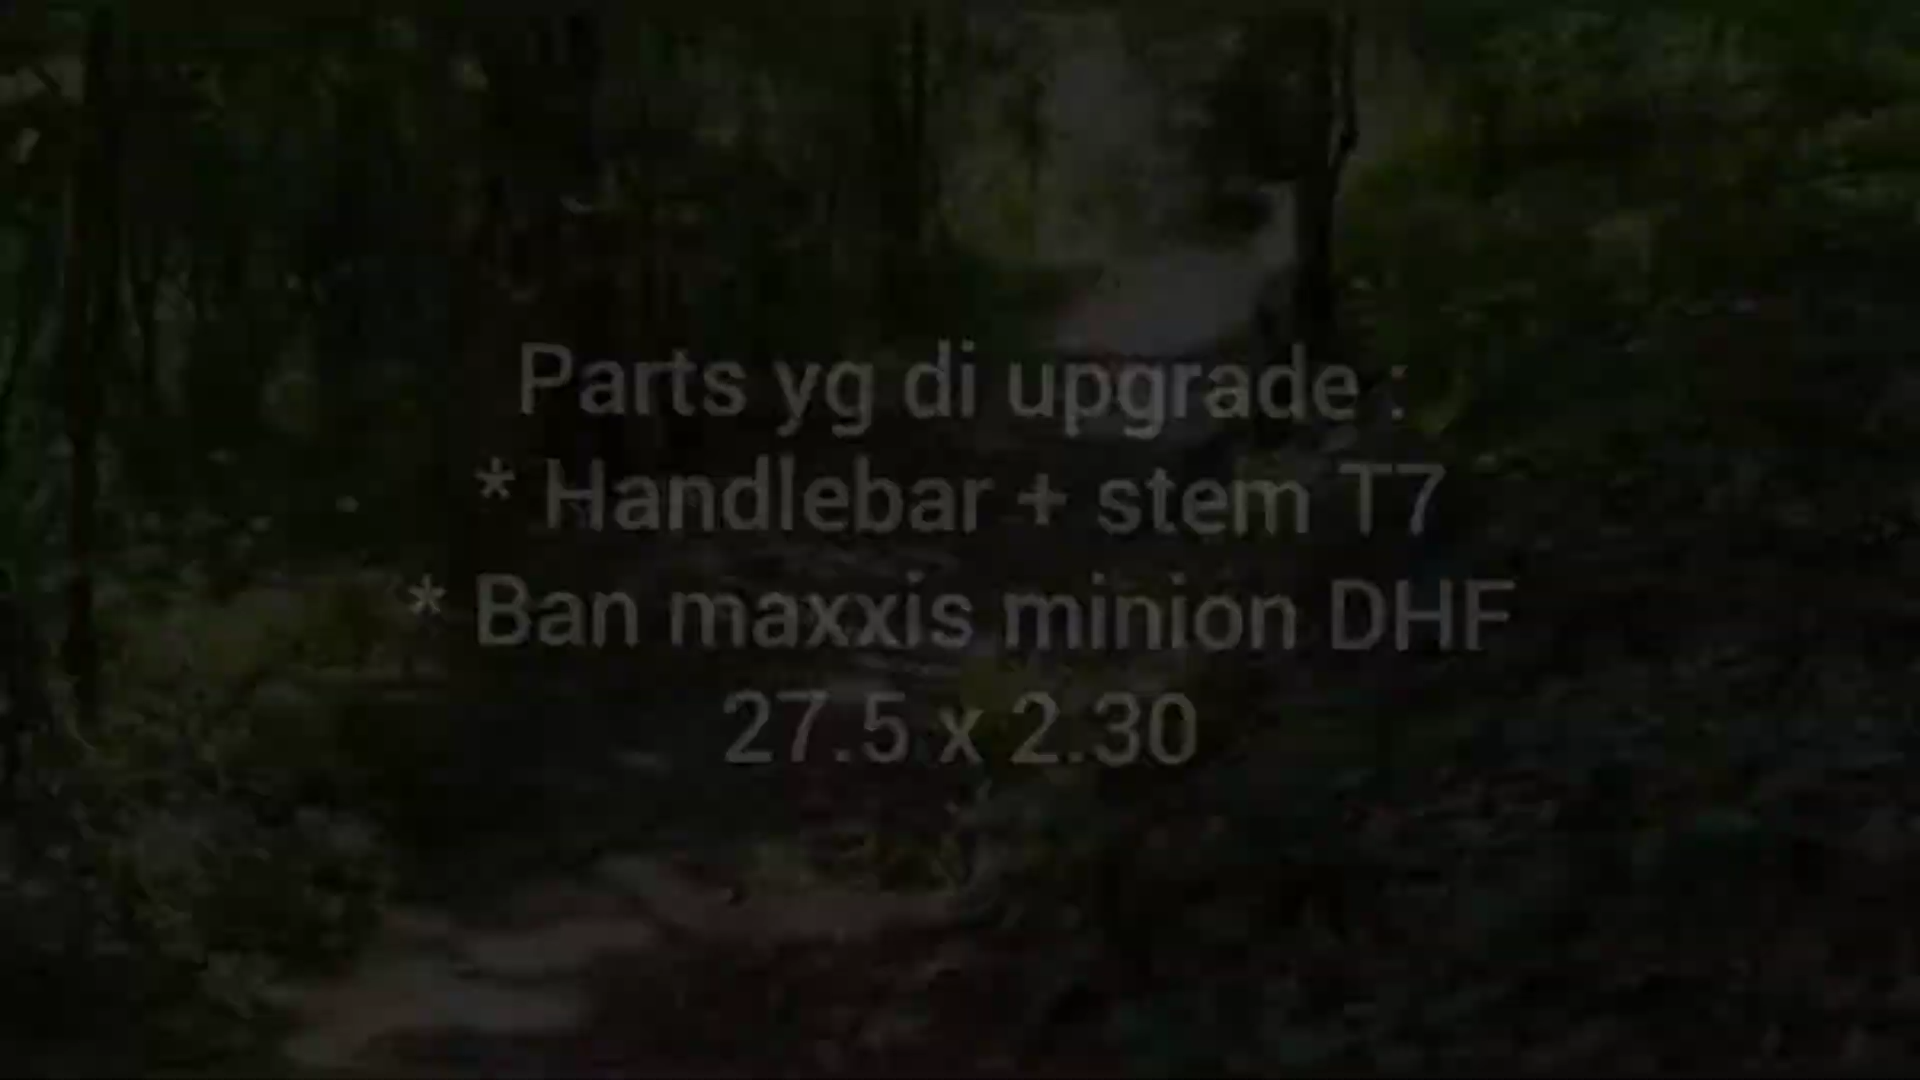 Parts yg di upgrade :
* Handlebar + stem T7
* Ban maxxis minion DHF
27.5 x 2.30